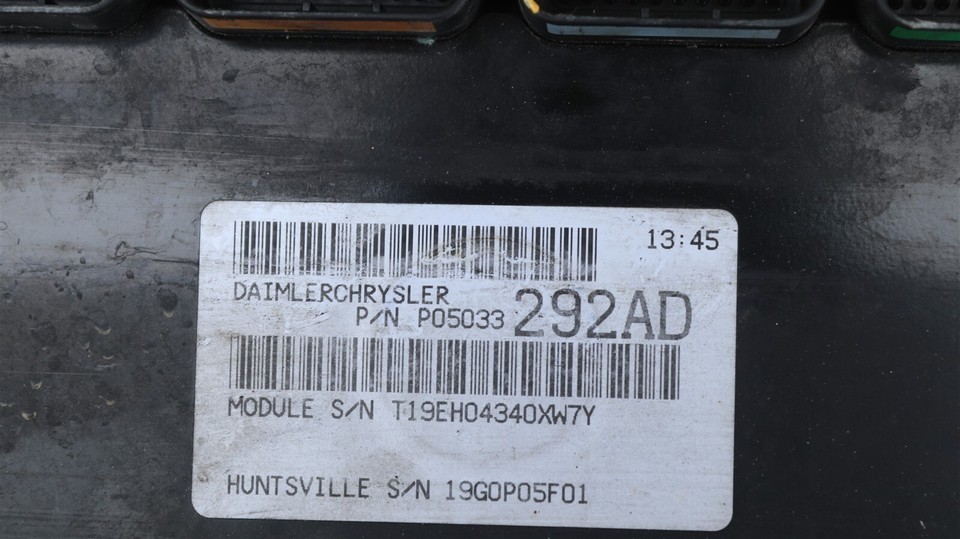 13:45
DAIMLERCHRYSLER
P/N P05033 292AD
MODULE S/N T19EH04340XW7Y
HUNTSVILLE S/N 19G0P05F01